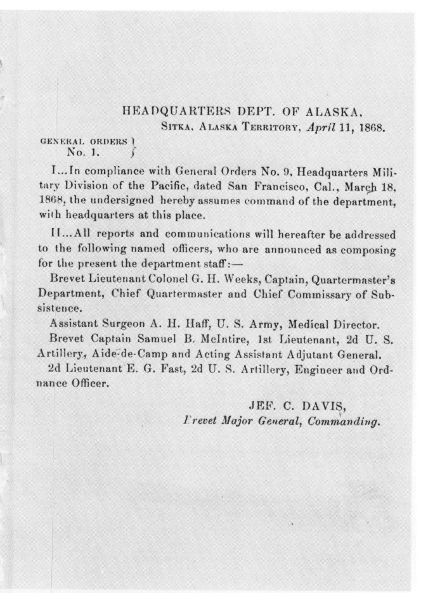 HEADQUARTERS DEPT. OF ALASKA,
SITKA, ALASKA TERRITORY, April 11, 1868.
GENERAL ORDERS }
No. 1. }
I...In compliance with General Orders No. 9, Headquarters Mili-
tary Division of the Pacific, dated San Francisco, Cal., March 18,
1868, the undersigned hereby assumes command of the department,
with headquarters at this place.
II...All reports and communications will hereafter be addressed
to the following named officers, who are announced as composing
for the present the department staff:—
Brevet Lieutenant Colonel G. H. Weeks, Captain, Quartermaster's
Department, Chief Quartermaster and Chief Commissary of Sub-
sistence.
Assistant Surgeon A. H. Haff, U. S. Army, Medical Director.
Brevet Captain Samuel B. McIntire, 1st Lieutenant, 2d U. S.
Artillery, Aide-de-Camp and Acting Assistant Adjutant General.
2d Lieutenant E. G. Fast, 2d U. S. Artillery, Engineer and Ord-
nance Officer.
JEF. C. DAVIS,
Brevet Major General, Commanding.